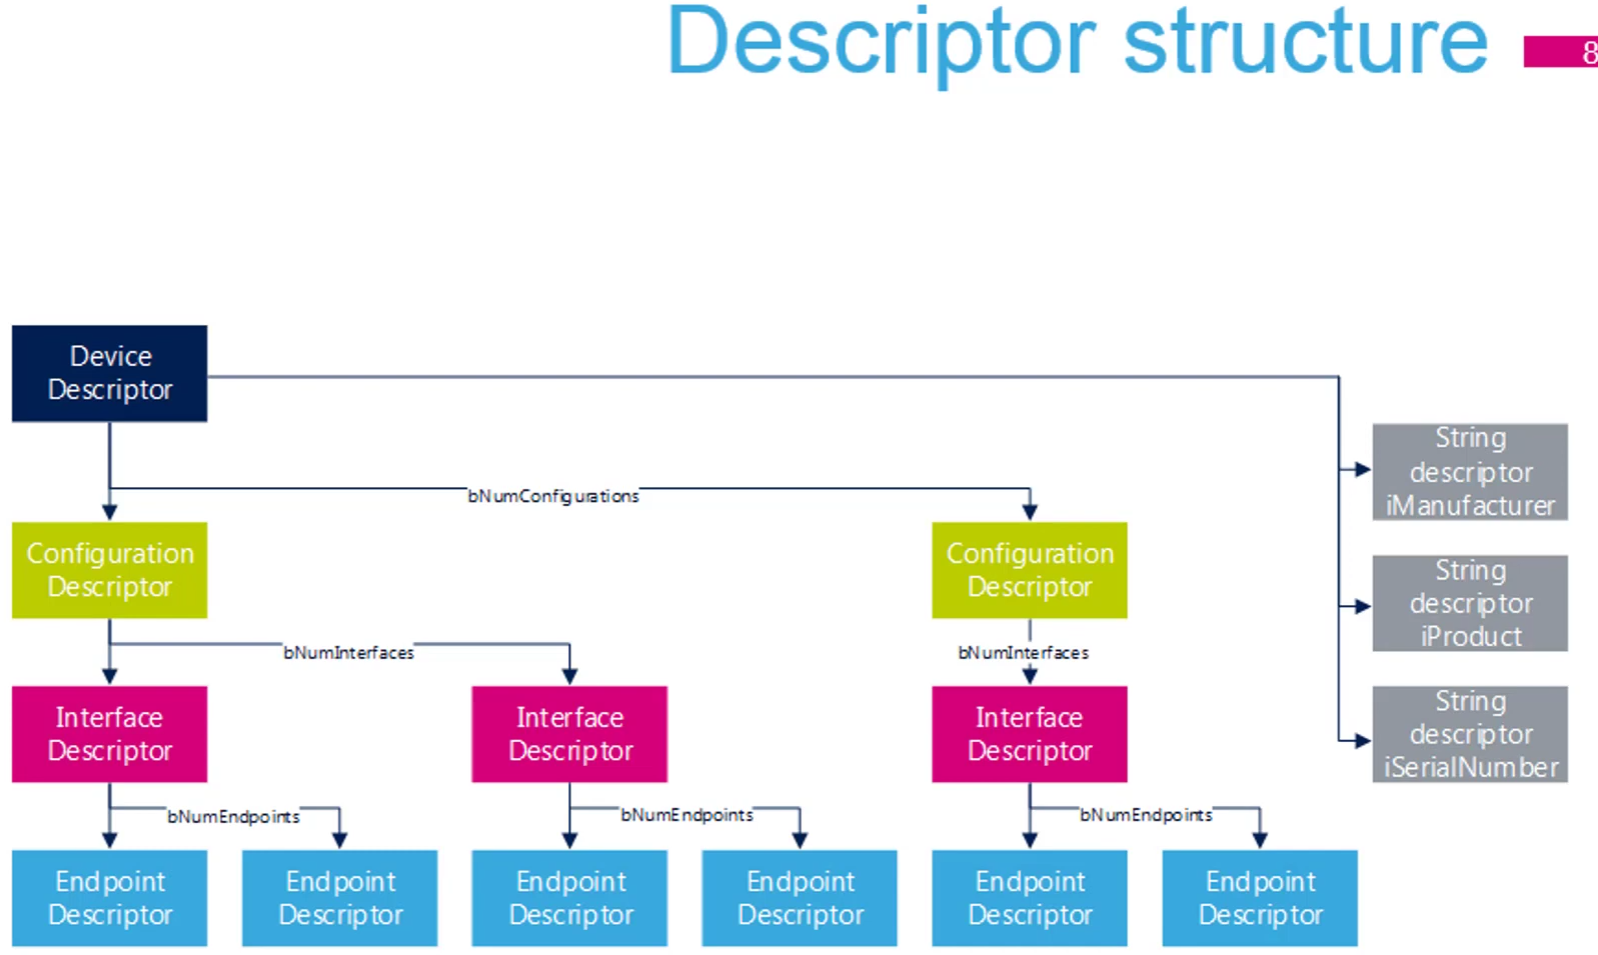 Descriptor structure
8
Device
Descriptor
bNumConfigurations
String
descriptor
iManufacturer
Configuration
Descriptor
Configuration
Descriptor
String
descriptor
iProduct
bNumInterfaces
bNumInterfaces
Interface
Descriptor
Interface
Descriptor
Interface
Descriptor
String
descriptor
iSerialNumber
bNumEndpoints
bNumEndpoints
bNumEndpoints
Endpoint
Descriptor
Endpoint
Descriptor
Endpoint
Descriptor
Endpoint
Descriptor
Endpoint
Descriptor
Endpoint
Descriptor